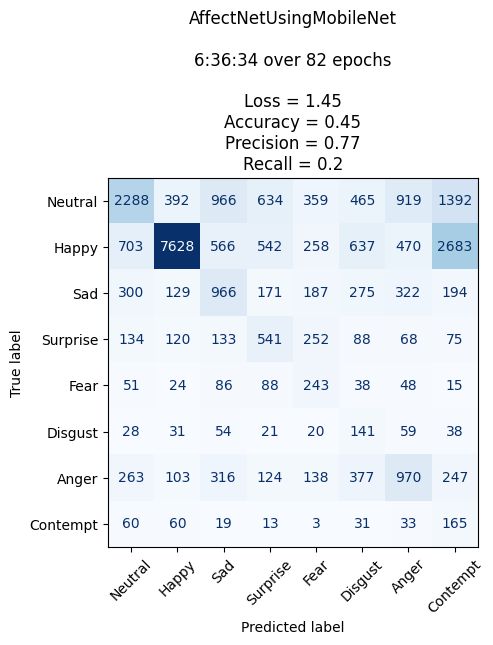 AffectNetUsingMobileNet
6:36:34 over 82 epochs
Loss = 1.45
Accuracy = 0.45
Precision = 0.77
Recall = 0.2
True label
Neutral 2288 392 966 634 359 465 919 1392
Happy 703 7628 566 542 258 637 470 2683
Sad 300 129 966 171 187 275 322 194
Surprise 134 120 133 541 252 88 68 75
Fear 51 24 86 88 243 38 48 15
Disgust 28 31 54 21 20 141 59 38
Anger 263 103 316 124 138 377 970 247
Contempt 60 60 19 13 3 31 33 165
Neutral Happy Sad Surprise Fear Disgust Anger Contempt
Predicted label